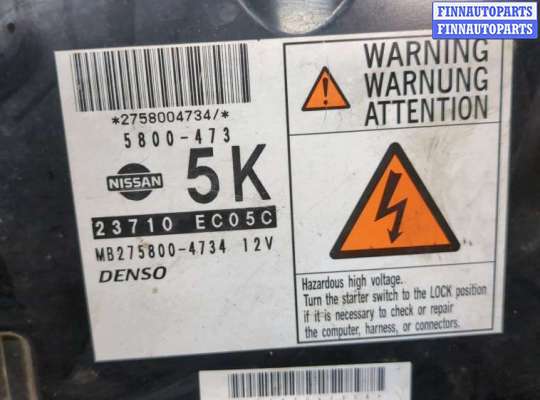 FINNAUTOPARTS
FINNAUTOPARTS
FINNAUTOPARTS
*2758004734/*
5800-473
NISSAN
5K
23710 EC05C
MB275800-4734 12V
DENSO
WARNING
WARNUNG
ATTENTION
Hazardous high voltage.
Turn the starter switch to the LOCK position
if it is necessary to check or repair
the computer, harness, or connectors.